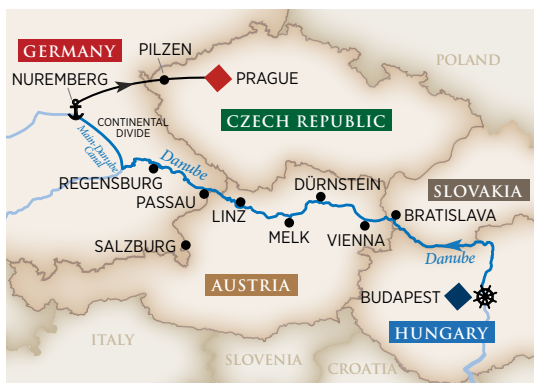 GERMANY
PILZEN
POLAND
NUREMBERG
PRAGUE
CONTINENTAL
DIVIDE
CZECH REPUBLIC
Main-Danube
Canal
Danube
REGENSBURG
DÜRNSTEIN
SLOVAKIA
PASSAU
LINZ
BRATISLAVA
MELK
VIENNA
SALZBURG
Danube
AUSTRIA
BUDAPEST
HUNGARY
ITALY
SLOVENIA
CROATIA